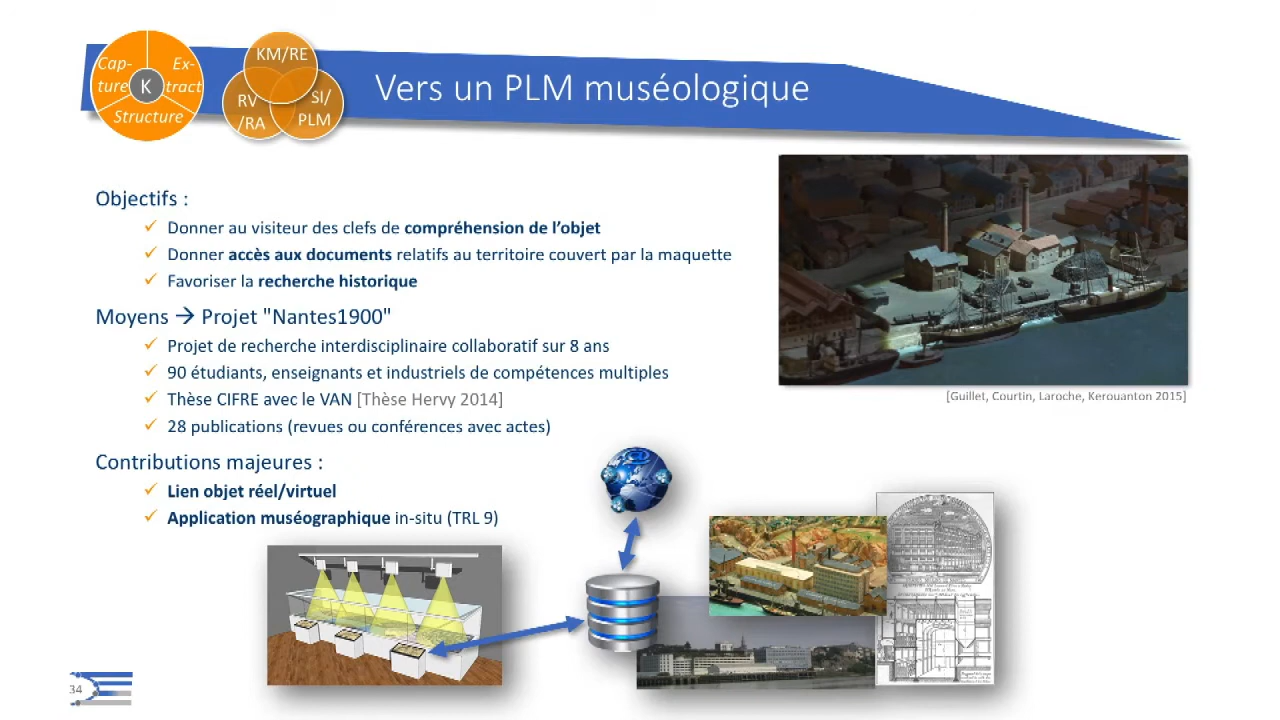 Cap-
ture
Ex-
tract
K
Structure
KM/RE
RV
/RA
SI/
PLM
Vers un PLM muséologique
Objectifs :
✓ Donner au visiteur des clefs de compréhension de l'objet
✓ Donner accès aux documents relatifs au territoire couvert par la maquette
✓ Favoriser la recherche historique
Moyens → Projet "Nantes1900"
✓ Projet de recherche interdisciplinaire collaboratif sur 8 ans
✓ 90 étudiants, enseignants et industriels de compétences multiples
✓ Thèse CIFRE avec le VAN [Thèse Hervy 2014]
✓ 28 publications (revues ou conférences avec actes)
[Guillet, Courtin, Laroche, Kerouanton 2015]
Contributions majeures :
✓ Lien objet réel/virtuel
✓ Application muséographique in-situ (TRL 9)
34